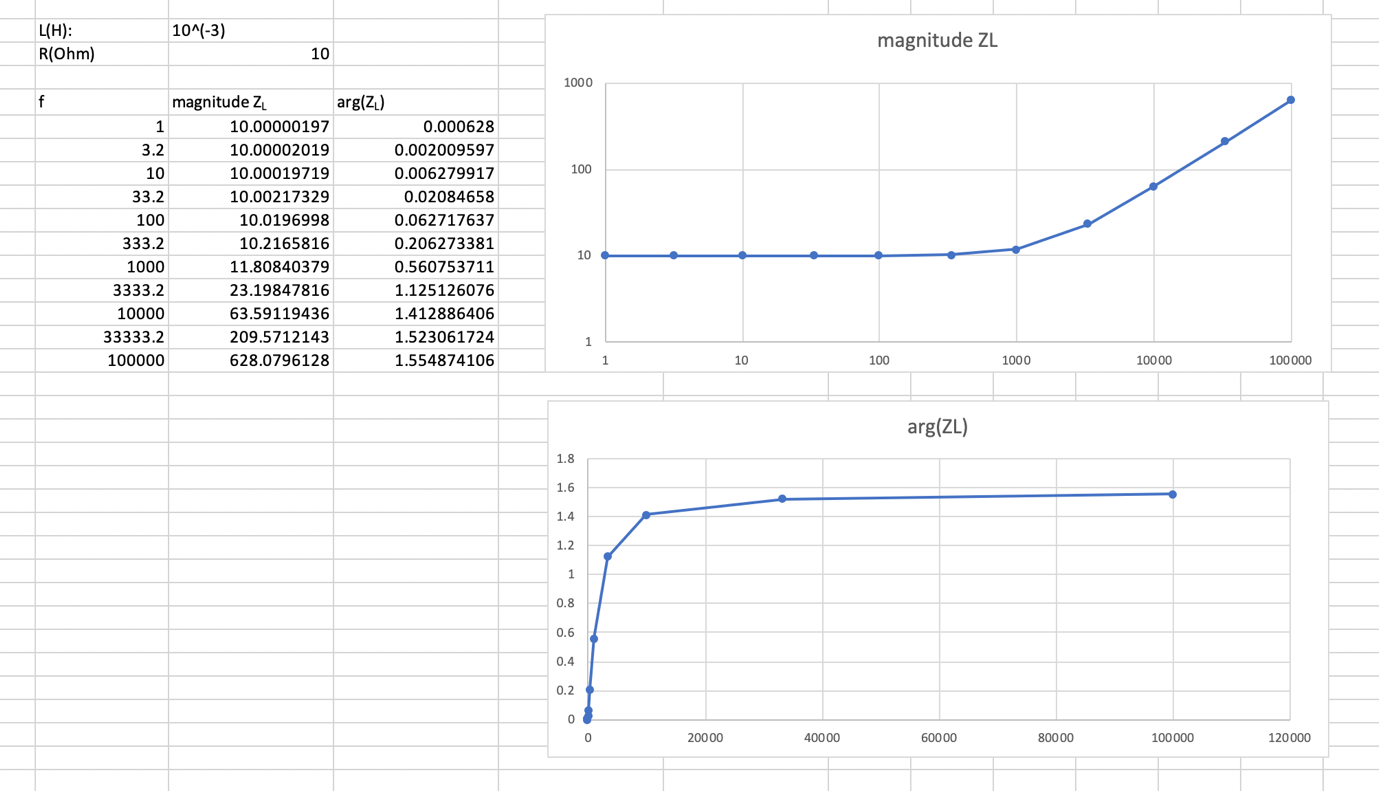 L(H): 10^(-3)
R(Ohm) 10
f magnitude ZL arg(ZL)
1 10.00000197 0.000628
3.2 10.00002019 0.002009597
10 10.00019719 0.006279917
33.2 10.00217329 0.02084658
100 10.0196998 0.062717637
333.2 10.2165816 0.206273381
1000 11.80840379 0.560753711
3333.2 23.19847816 1.125126076
10000 63.59119436 1.412886406
33333.2 209.5712143 1.523061724
100000 628.0796128 1.554874106
magnitude ZL
1000
100
10
1
1 10 100 1000 10000 100000
arg(ZL)
1.8
1.6
1.4
1.2
1
0.8
0.6
0.4
0.2
0
0 20000 40000 60000 80000 100000 120000